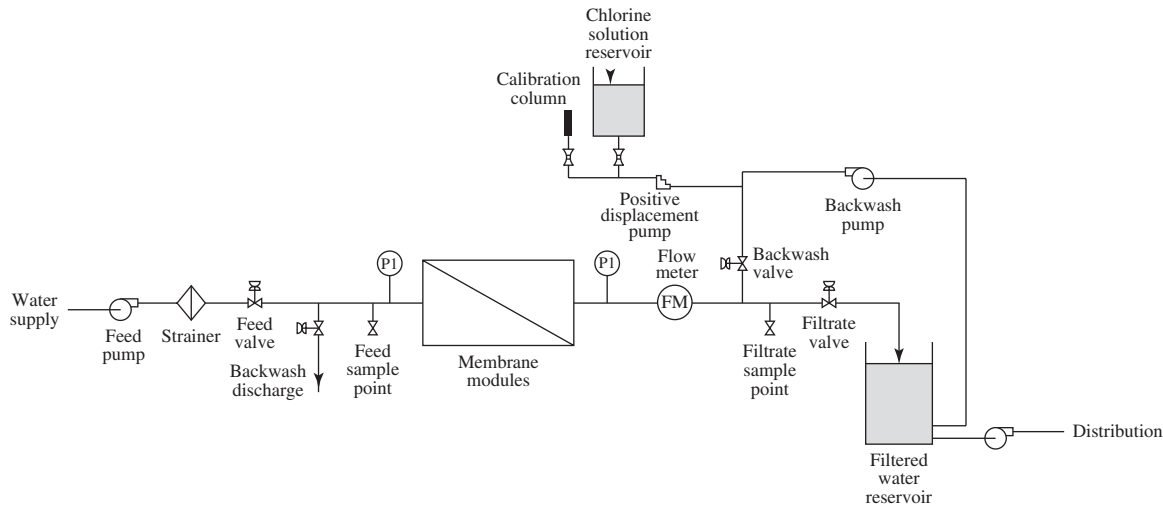 Chlorine
solution
reservoir
Calibration
column
Positive
displacement
pump
Backwash
pump
P1
P1
Flow
meter
FM
Backwash
valve
Water
supply
Feed
pump
Strainer
Feed
valve
Backwash
discharge
Feed
sample
point
Membrane
modules
Filtrate
sample
point
Filtrate
valve
Distribution
Filtered
water
reservoir